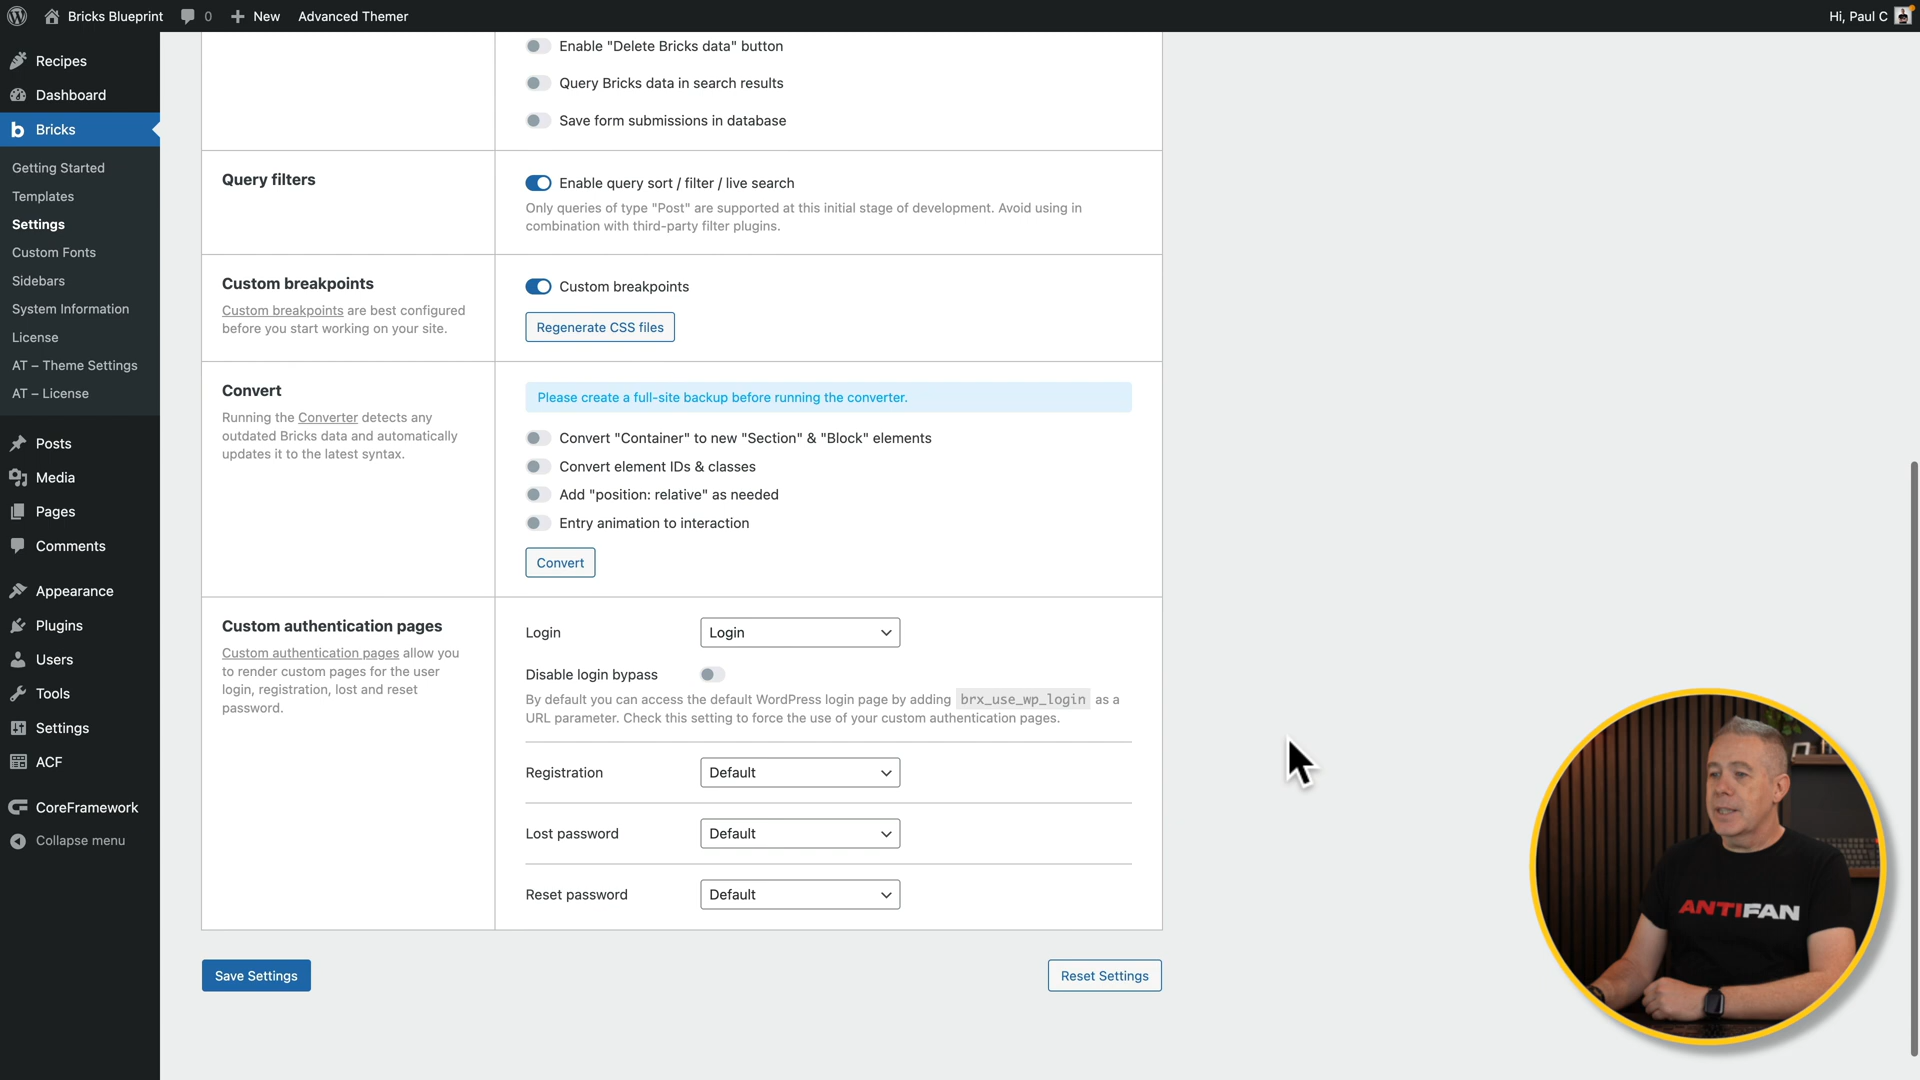 Bricks Blueprint
0
New
Advanced Themer
Hi, Paul C
Recipes
Dashboard
Bricks
Getting Started
Templates
Settings
Custom Fonts
Sidebars
System Information
License
AT – Theme Settings
AT – License
Posts
Media
Pages
Comments
Appearance
Plugins
Users
Tools
Settings
ACF
CoreFramework
Collapse menu
Enable "Delete Bricks data" button
Query Bricks data in search results
Save form submissions in database
Query filters
Enable query sort / filter / live search
Only queries of type "Post" are supported at this initial stage of development. Avoid using in
combination with third-party filter plugins.
Custom breakpoints
Custom breakpoints are best configured
before you start working on your site.
Custom breakpoints
Regenerate CSS files
Convert
Running the Converter detects any
outdated Bricks data and automatically
updates it to the latest syntax.
Please create a full-site backup before running the converter.
Convert "Container" to new "Section" & "Block" elements
Convert element IDs & classes
Add "position: relative" as needed
Entry animation to interaction
Convert
Custom authentication pages
Custom authentication pages allow you
to render custom pages for the user
login, registration, lost and reset
password.
Login
Login
Disable login bypass
By default you can access the default WordPress login page by adding brx_use_wp_login as a
URL parameter. Check this setting to force the use of your custom authentication pages.
Registration
Default
Lost password
Default
Reset password
Default
Save Settings
Reset Settings
ANTIFAN